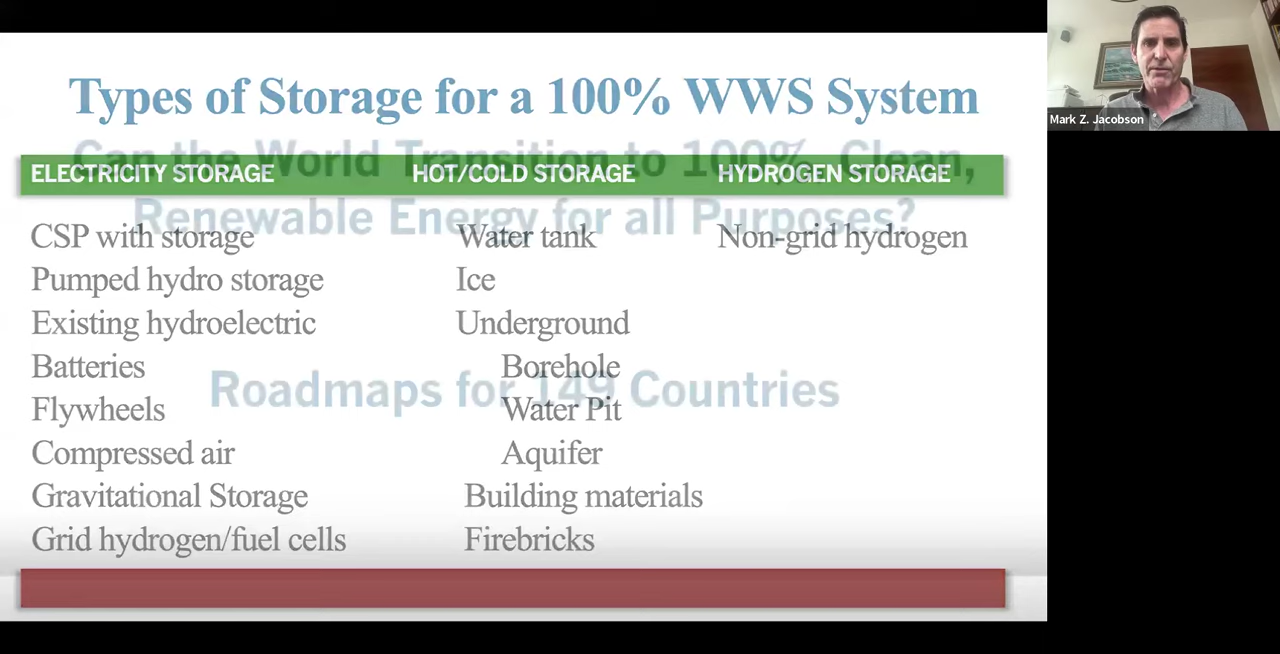 Types of Storage for a 100% WWS System
Can the World Transition to 100%, Clean,
Renewable Energy for all Purposes?
Roadmaps for 149 Countries
ELECTRICITY STORAGE
CSP with storage
Pumped hydro storage
Existing hydroelectric
Batteries
Flywheels
Compressed air
Gravitational Storage
Grid hydrogen/fuel cells
HOT/COLD STORAGE
Water tank
Ice
Underground
Borehole
Water Pit
Aquifer
Building materials
Firebricks
HYDROGEN STORAGE
Non-grid hydrogen
Mark Z. Jacobson